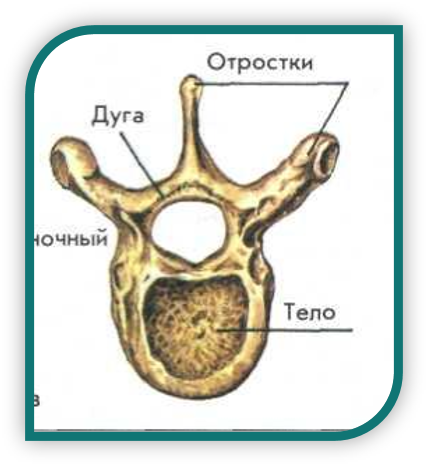 Отростки
Дуга
ночный
Тело
в